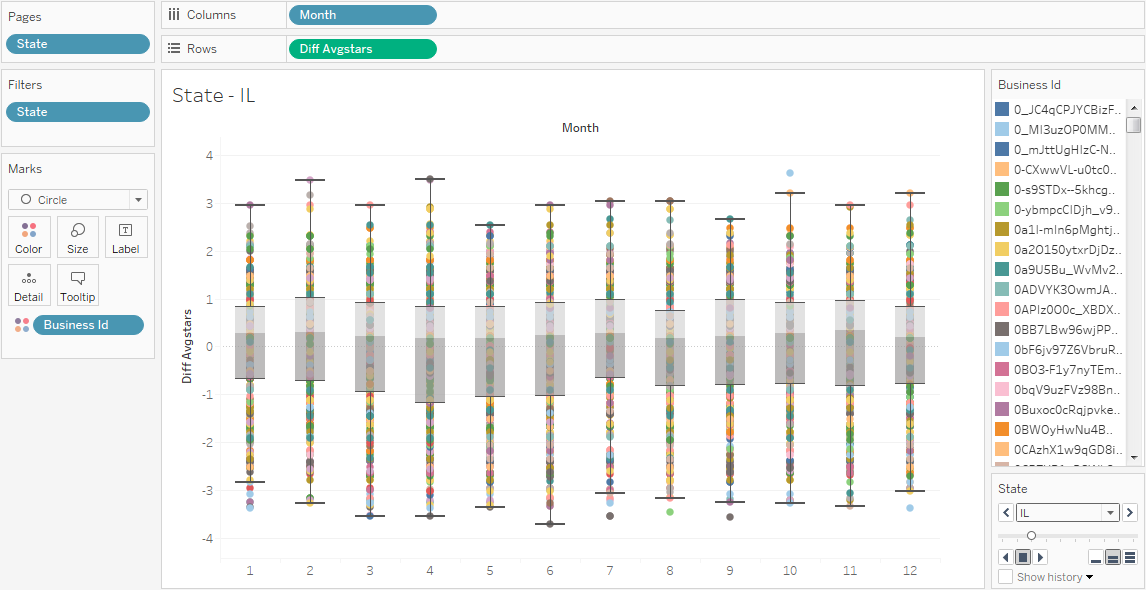 Pages
State
Filters
State
Marks
Circle
Color
Size
Label
Detail
Tooltip
Business Id
Columns
Month
Rows
Diff Avgstars
State - IL
Month
Diff Avgstars
4
3
2
1
0
-1
-2
-3
-4
1 2 3 4 5 6 7 8 9 10 11 12
Business Id
0_JC4qCPJYCBizF..
0_MI3uzOP0MM..
0_mJttUgHIzC-N..
0-CXwwVL-u0tc0..
0-s9STDx--5khcg..
0-ybmpcCIDjh_v9..
0a1I-mIn6pMghtj..
0a2O150ytxrDjDz..
0a9U5Bu_WvMv2..
0ADVYK3OwmJA..
0APIz0O0c_XBDX..
0BB7LBw96wjPP..
0bF6jv97Z6VbruR..
0BO3-F1y7nyTEm..
0bqV9uzFVz98Bn..
0Buxoc0cRqjpvke..
0BWOyHwNu4B..
0CAzhX1w9qGD8i..
State
IL
Show history